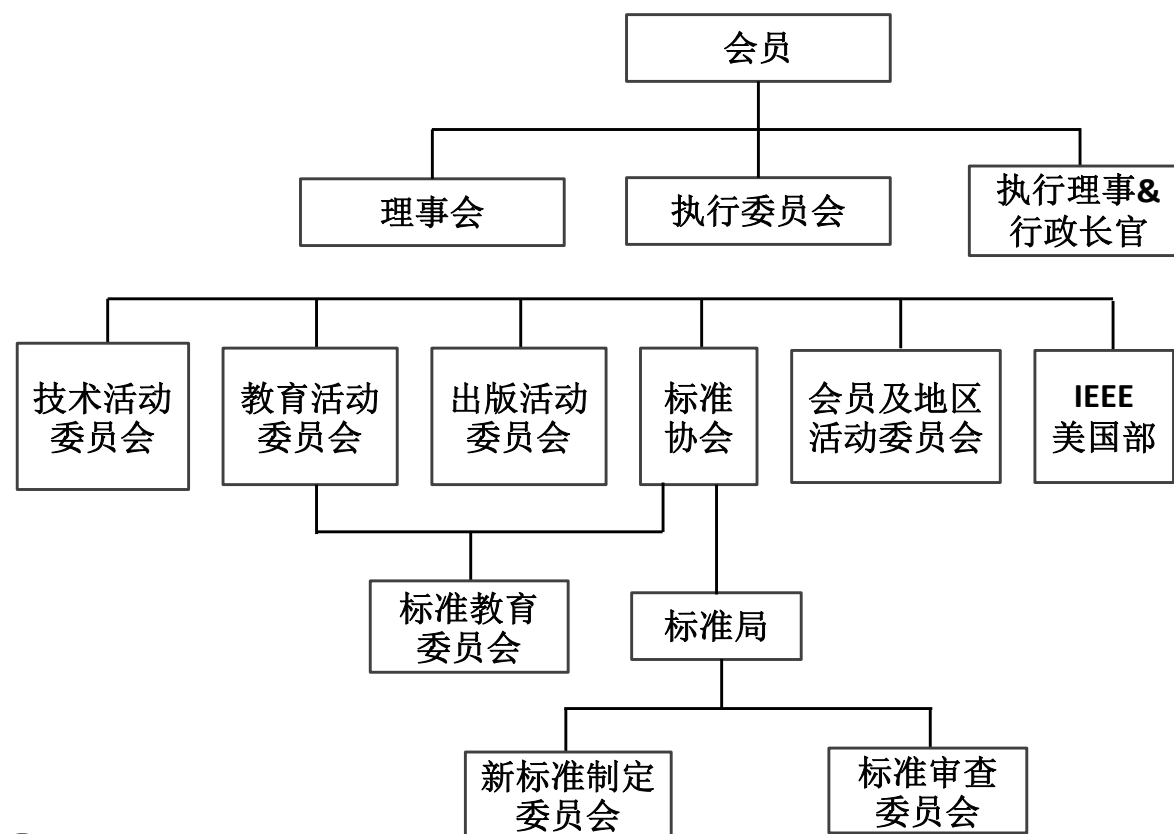 会员
理事会
执行委员会
执行理事&
行政长官
技术活动
委员会
教育活动
委员会
出版活动
委员会
标准
协会
会员及地区
活动委员会
IEEE
美国部
标准教育
委员会
标准局
新标准制定
委员会
标准审查
委员会